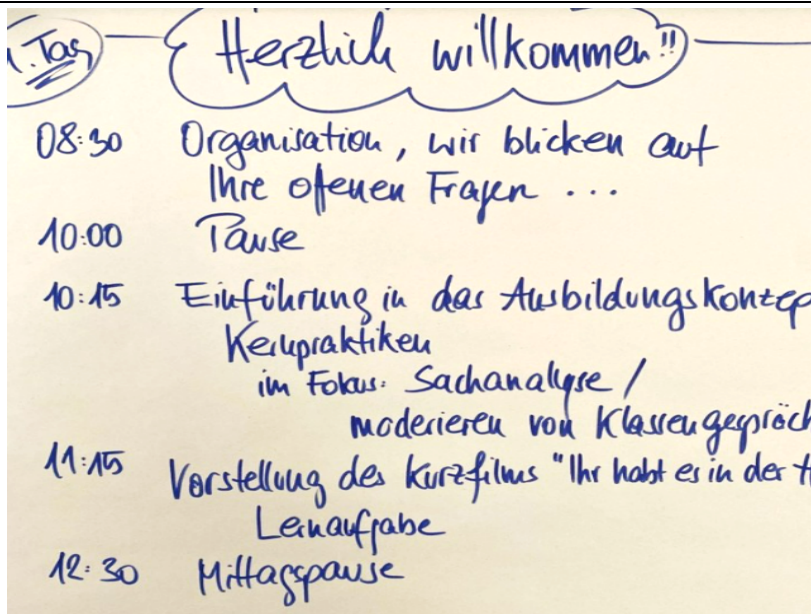 1. Tag
Herzlich willkommen!!
08:30 Organisation, wir blicken auf
Ihre offenen Fragen ...
10:00 Pause
10:15 Einführung in das Ausbildungskonzep
Kernpraktiken
im Fokus: Sachanalyse /
moderieren von Klassengespräch
11:15 Vorstellung des Kurzfilms "Ihr habt es in der H
Lernaufgabe
12:30 Mittagspause